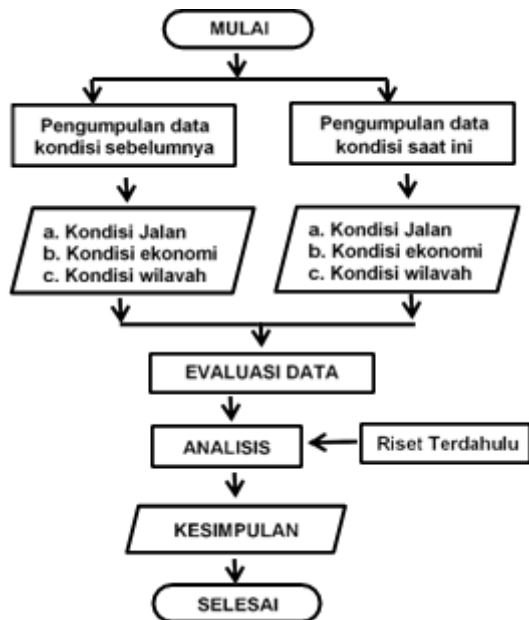 MULAI
Pengumpulan data
kondisi sebelumnya
Pengumpulan data
kondisi saat ini
a. Kondisi Jalan
b. Kondisi ekonomi
c. Kondisi wilavah
a. Kondisi Jalan
b. Kondisi ekonomi
c. Kondisi wilavah
EVALUASI DATA
ANALISIS
Riset Terdahulu
KESIMPULAN
SELESAI